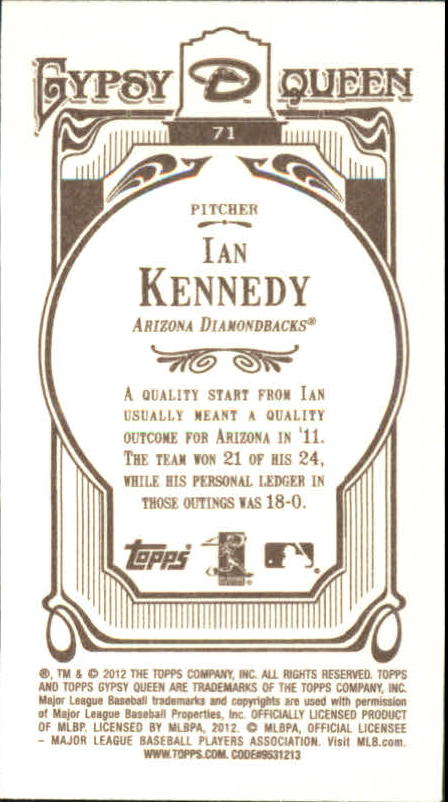 GYPSY D QUEEN
71
PITCHER
IAN
KENNEDY
ARIZONA DIAMONDBACKS®
A QUALITY START FROM IAN
USUALLY MEANT A QUALITY
OUTCOME FOR ARIZONA IN '11.
THE TEAM WON 21 OF HIS 24,
WHILE HIS PERSONAL LEDGER IN
THOSE OUTINGS WAS 18-0.
Topps
®, TM & © 2012 THE TOPPS COMPANY, INC. ALL RIGHTS RESERVED. TOPPS
AND TOPPS GYPSY QUEEN ARE TRADEMARKS OF THE TOPPS COMPANY, INC.
Major League Baseball trademarks and copyrights are used with permission
of Major League Baseball Properties, Inc. OFFICIALLY LICENSED PRODUCT
OF MLBP. LICENSED BY MLBPA, 2012. © MLBPA, OFFICIAL LICENSEE
– MAJOR LEAGUE BASEBALL PLAYERS ASSOCIATION. Visit MLB.com.
WWW.TOPPS.COM. CODE#9531213